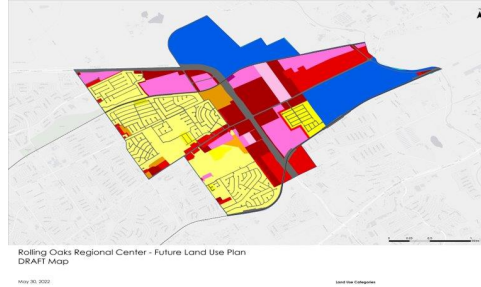 Rolling Oaks Regional Center - Future Land Use Plan
DRAFT Map
May 30, 2022
Land Use Categories